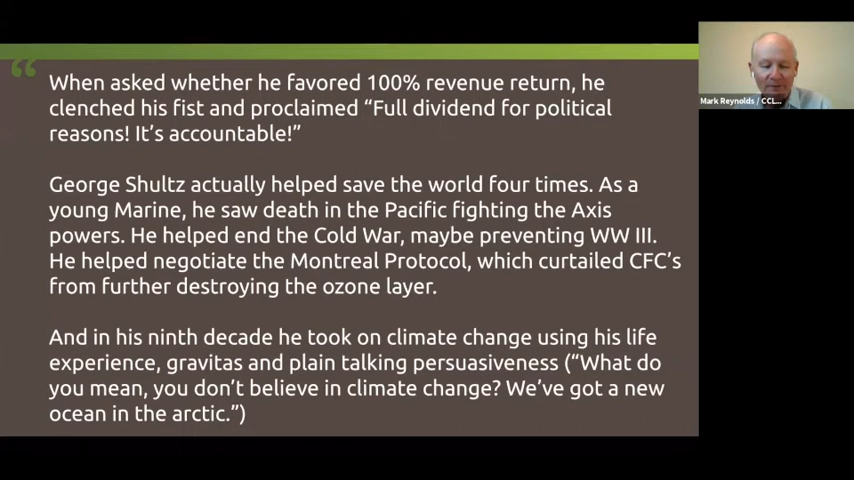 “
When asked whether he favored 100% revenue return, he
clenched his fist and proclaimed “Full dividend for political
reasons! It’s accountable!”
George Shultz actually helped save the world four times. As a
young Marine, he saw death in the Pacific fighting the Axis
powers. He helped end the Cold War, maybe preventing WW III.
He helped negotiate the Montreal Protocol, which curtailed CFC’s
from further destroying the ozone layer.
And in his ninth decade he took on climate change using his life
experience, gravitas and plain talking persuasiveness (“What do
you mean, you don’t believe in climate change? We’ve got a new
ocean in the arctic.”)
Mark Reynolds / CCL...